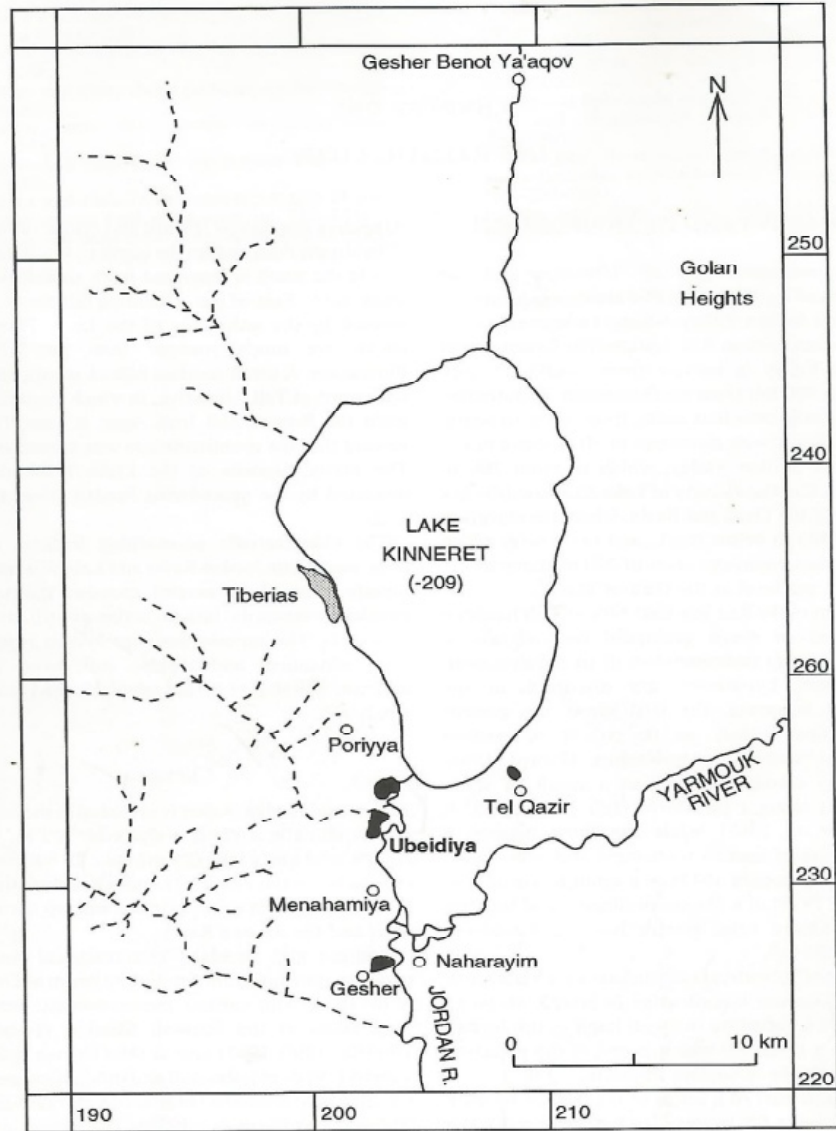 Gesher Benot Ya'aqov
N
250
Golan
Heights
240
LAKE
KINNERET
(-209)
Tiberias
260
Poriyya
YARMOUK
RIVER
Tel Qazir
Ubeidiya
230
Menahamiya
Naharayim
Gesher
JORDAN R.
0 10 km
220
190 200 210